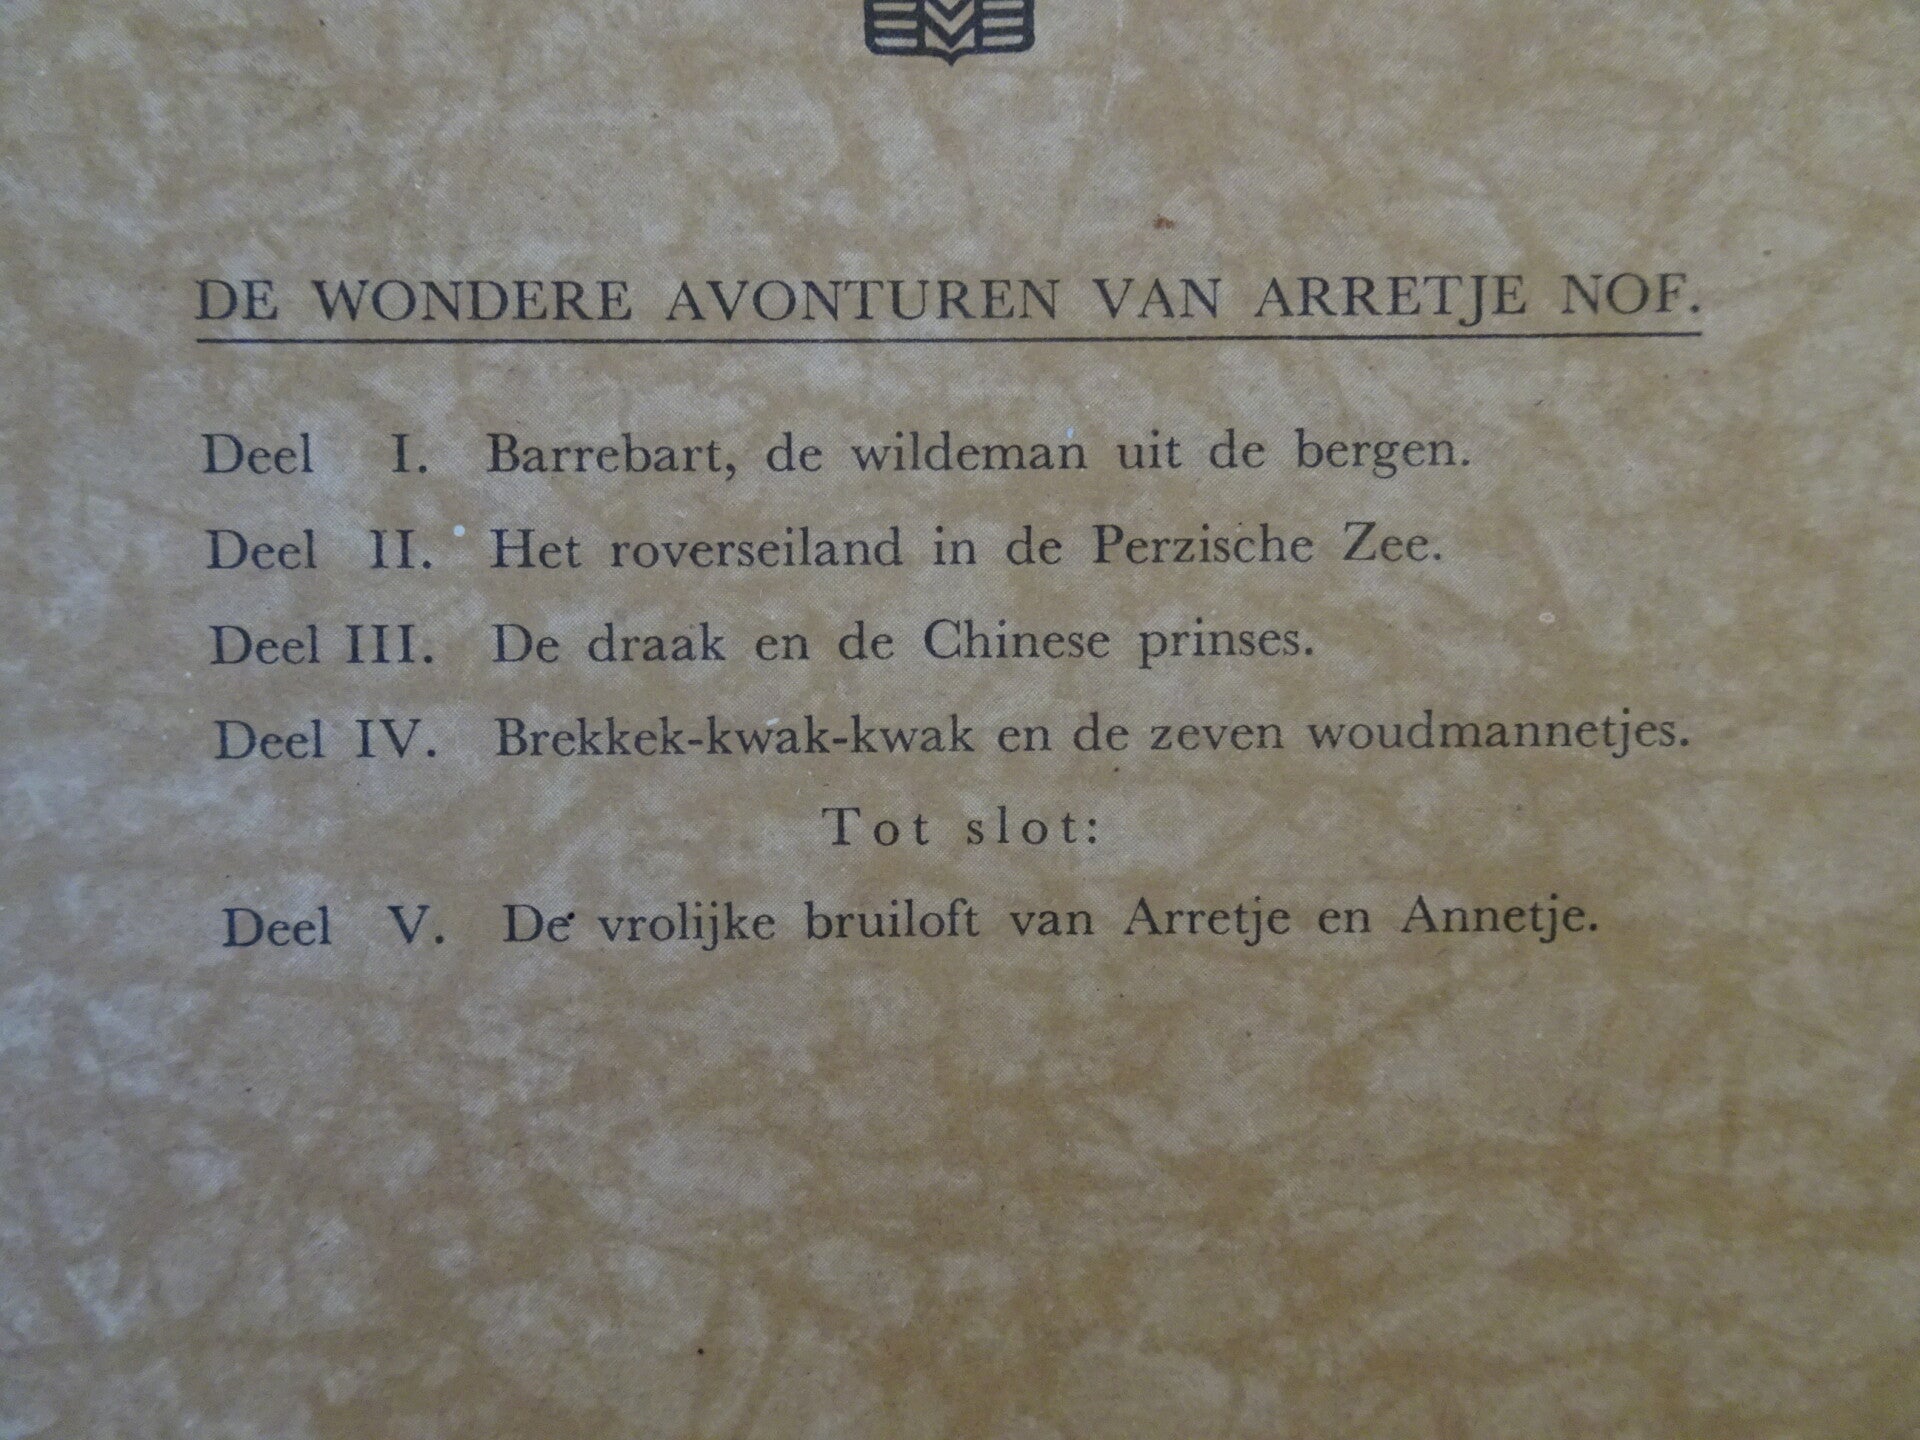 DE WONDERE AVONTUREN VAN ARRETJE NOF.
Deel I. Barrebart, de wildeman uit de bergen.
Deel II. Het roverseiland in de Perzische Zee.
Deel III. De draak en de Chinese prinses.
Deel IV. Brekkek-kwak-kwak en de zeven woudmannetjes.
Tot slot:
Deel V. De vrolijke bruiloft van Arretje en Annetje.